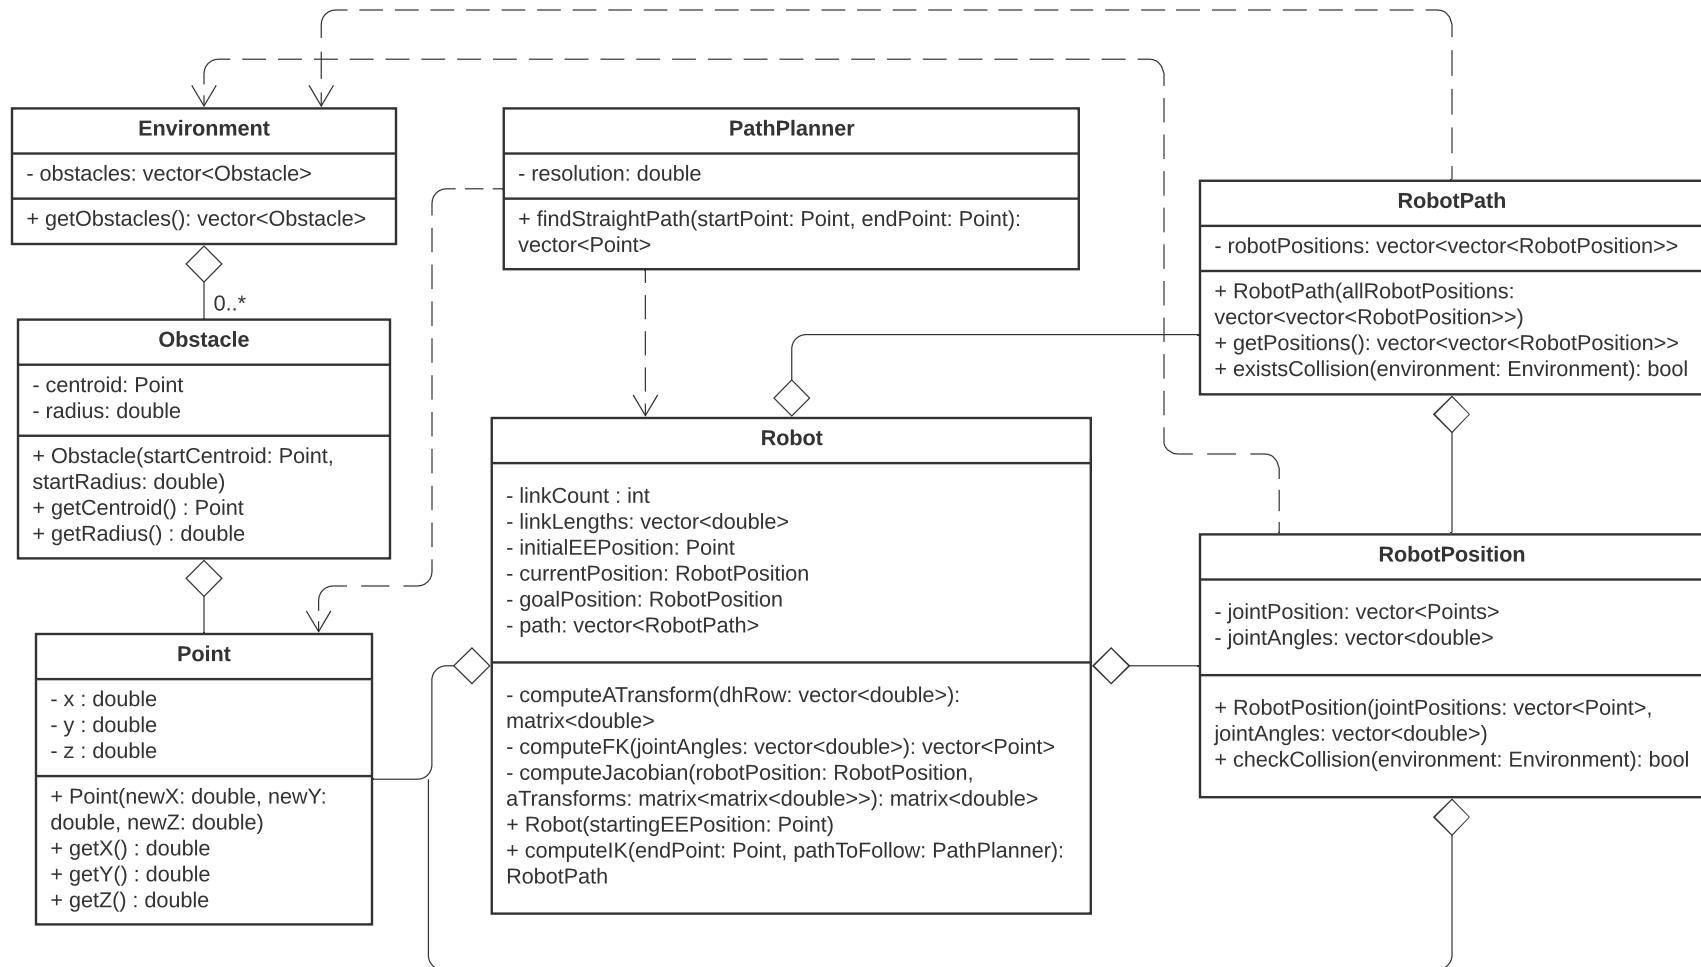 Environment
- obstacles: vector<Obstacle>
+ getObstacles(): vector<Obstacle>
0..*
Obstacle
- centroid: Point
- radius: double
+ Obstacle(startCentroid: Point,
startRadius: double)
+ getCentroid() : Point
+ getRadius() : double
Point
- x : double
- y : double
- z : double
+ Point(newX: double, newY:
double, newZ: double)
+ getX() : double
+ getY() : double
+ getZ() : double
PathPlanner
- resolution: double
+ findStraightPath(startPoint: Point, endPoint: Point):
vector<Point>
Robot
- linkCount : int
- linkLengths: vector<double>
- initialEEPosition: Point
- currentPosition: RobotPosition
- goalPosition: RobotPosition
- path: vector<RobotPath>
- computeATransform(dhRow: vector<double>):
matrix<double>
- computeFK(jointAngles: vector<double>): vector<Point>
- computeJacobian(robotPosition: RobotPosition,
aTransforms: matrix<matrix<double>>): matrix<double>
+ Robot(startingEEPosition: Point)
+ computeIK(endPoint: Point, pathToFollow: PathPlanner):
RobotPath
RobotPath
- robotPositions: vector<vector<RobotPosition>>
+ RobotPath(allRobotPositions:
vector<vector<RobotPosition>>)
+ getPositions(): vector<vector<RobotPosition>>
+ existsCollision(environment: Environment): bool
RobotPosition
- jointPosition: vector<Points>
- jointAngles: vector<double>
+ RobotPosition(jointPositions: vector<Point>,
jointAngles: vector<double>)
+ checkCollision(environment: Environment): bool